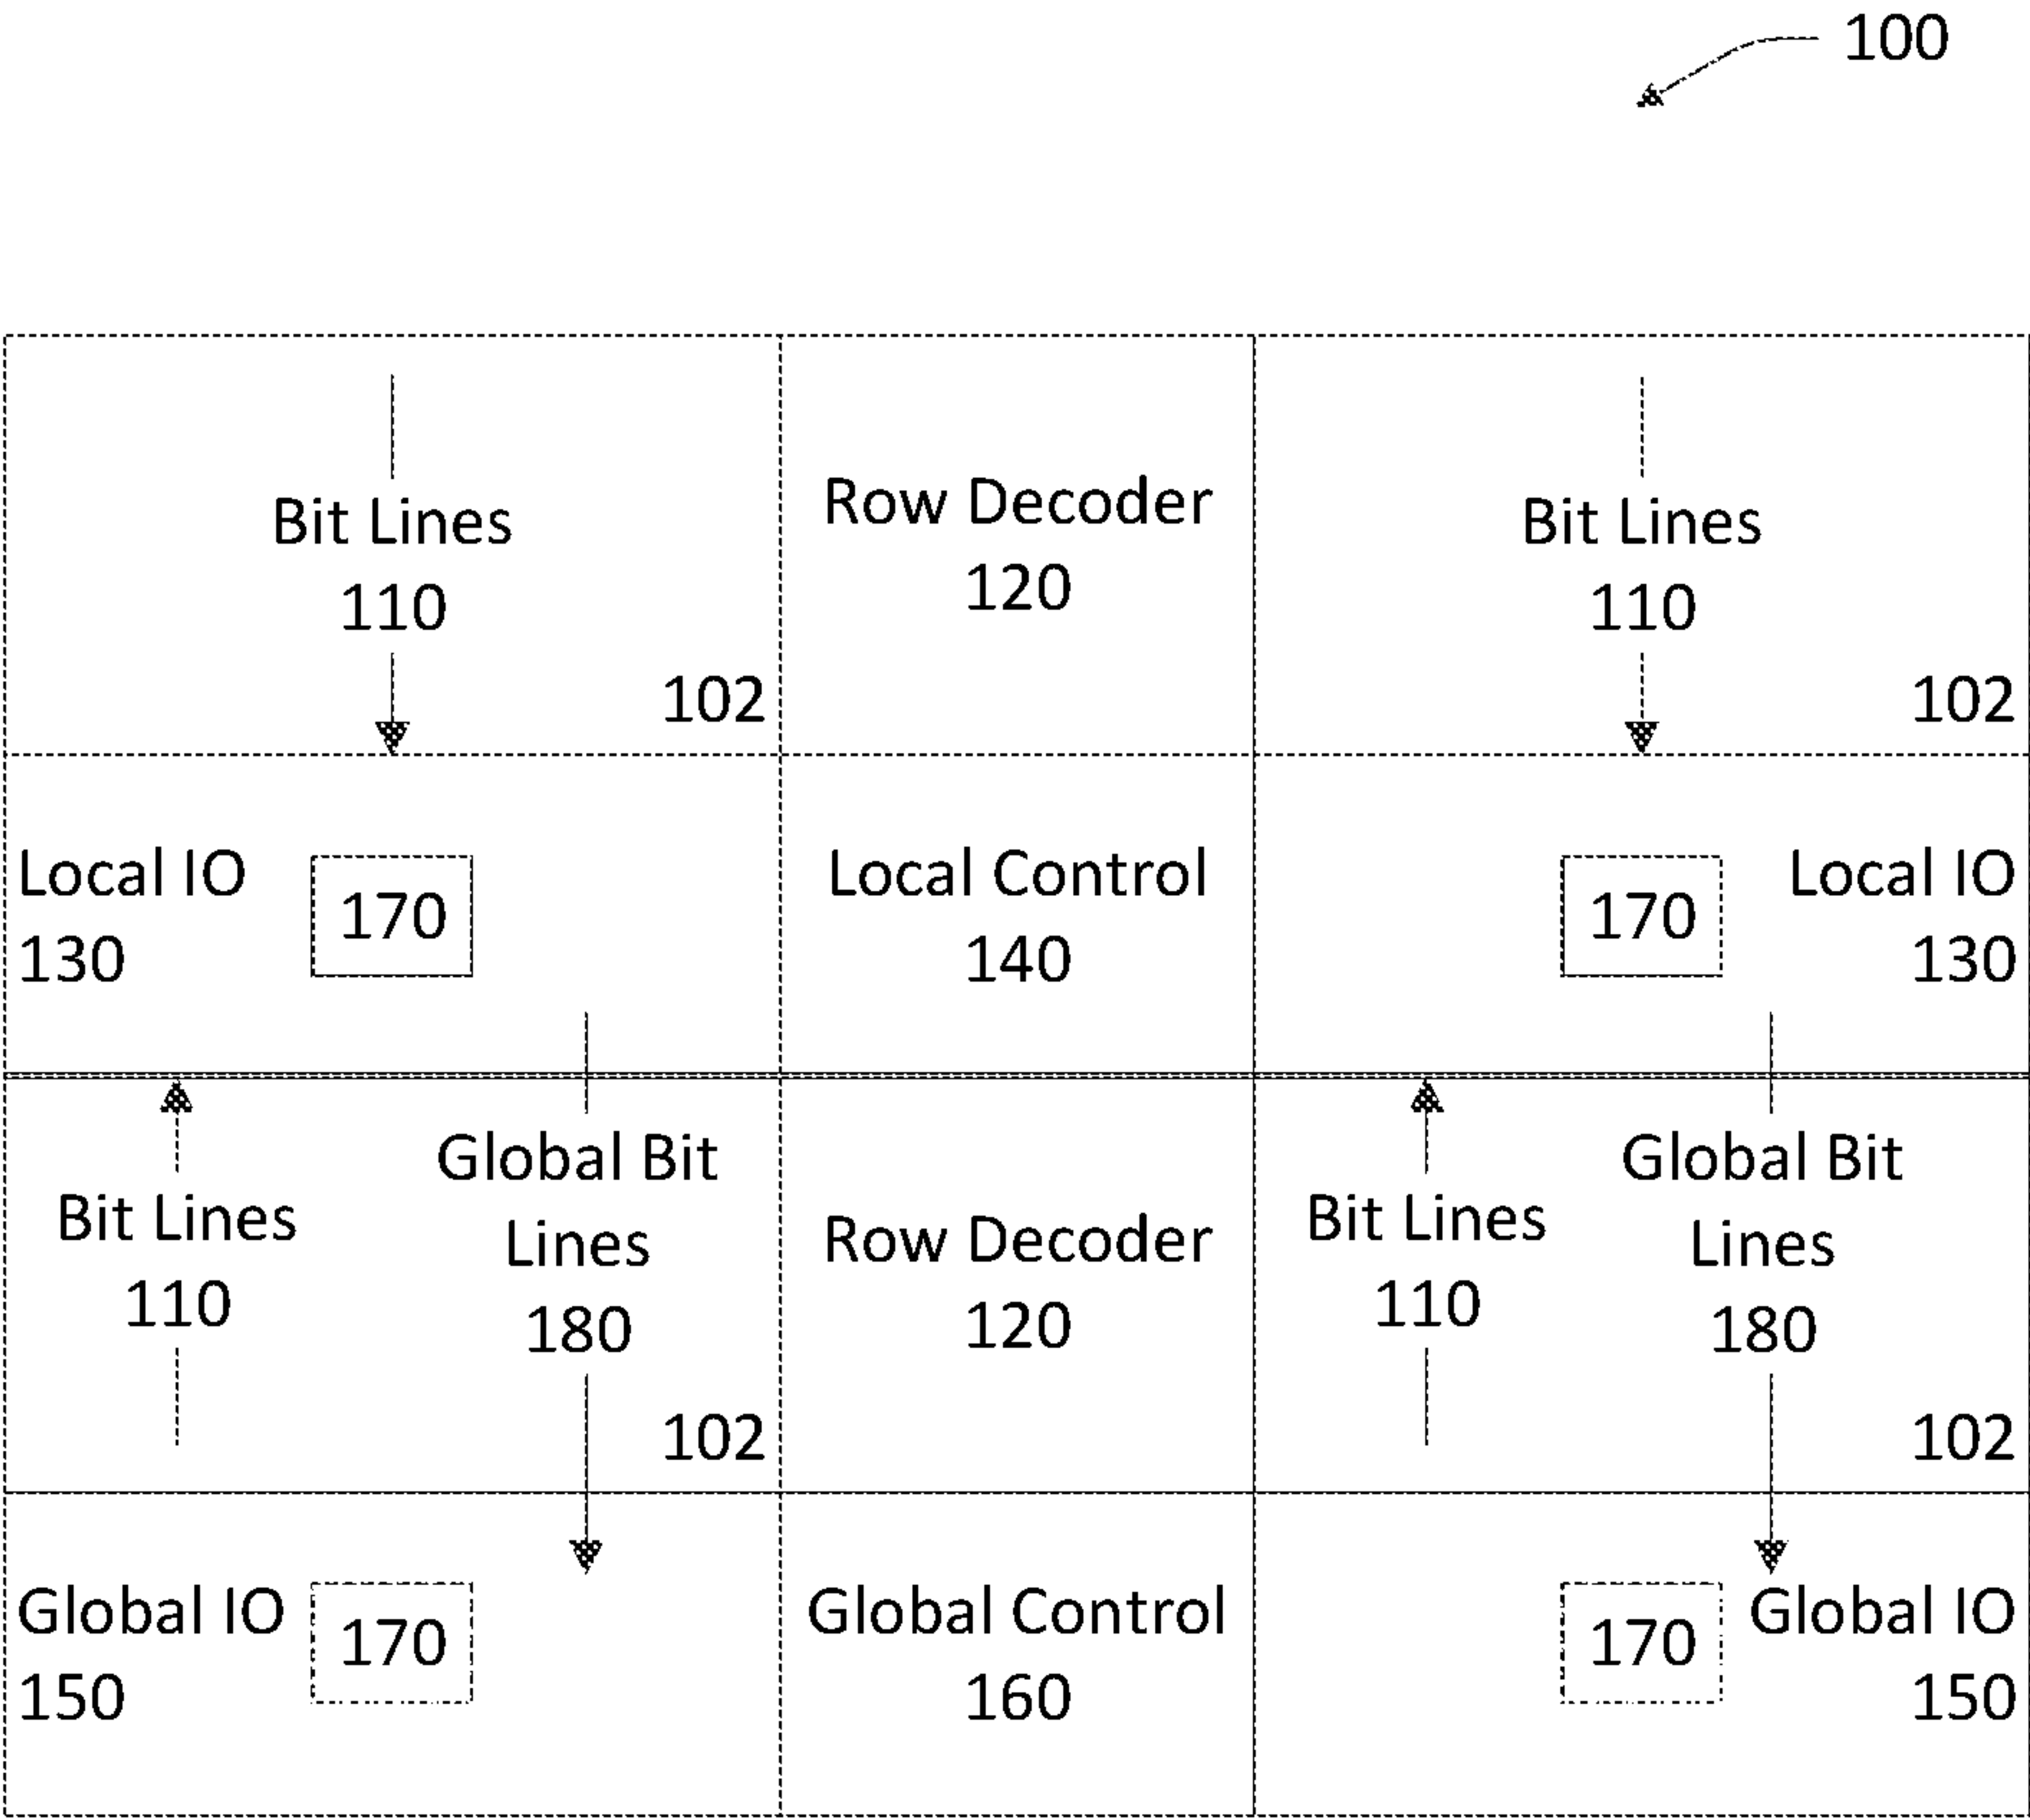 100
Bit Lines
110
102
Row Decoder
120
Bit Lines
110
102
Local IO
130
170
Local Control
140
170
Local IO
130
Bit Lines
110
Global Bit
Lines
180
102
Row Decoder
120
Bit Lines
110
Global Bit
Lines
180
102
Global IO
150
170
Global Control
160
170
Global IO
150